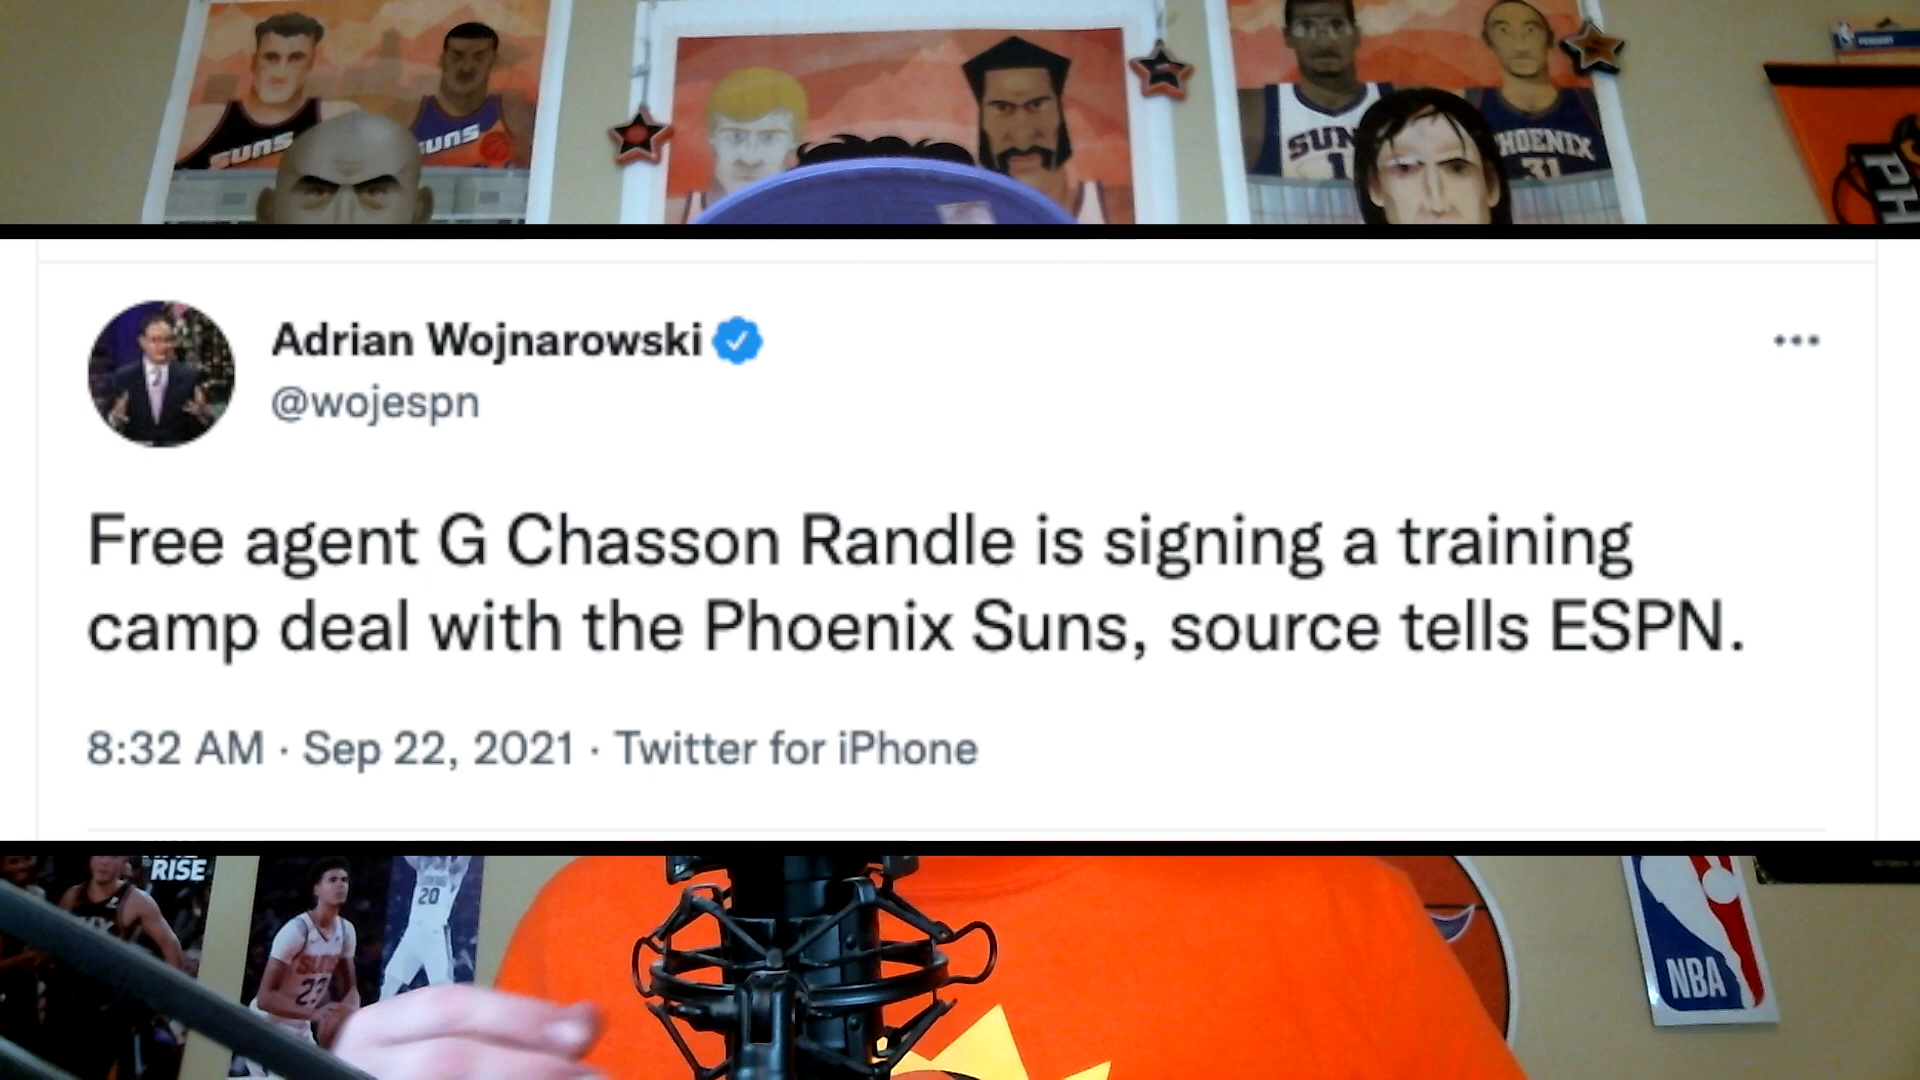 SUNS
SUNS
SUN
PHOENIX
31
PH
Adrian Wojnarowski
@wojespn
Free agent G Chasson Randle is signing a training
camp deal with the Phoenix Suns, source tells ESPN.
8:32 AM · Sep 22, 2021 · Twitter for iPhone
RISE
20
23
NBA